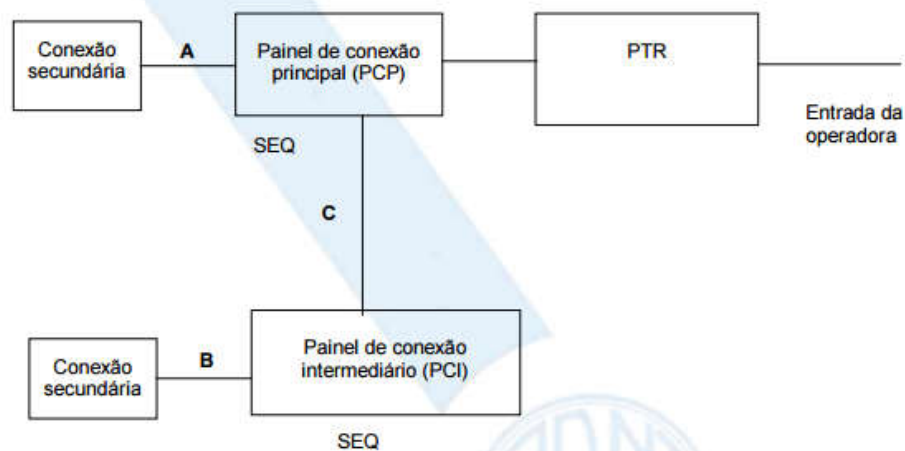 Conexão
secundária
A
Painel de conexão
principal (PCP)
PTR
Entrada da
operadora
SEQ
C
Conexão
secundária
B
Painel de conexão
intermediário (PCI)
SEQ